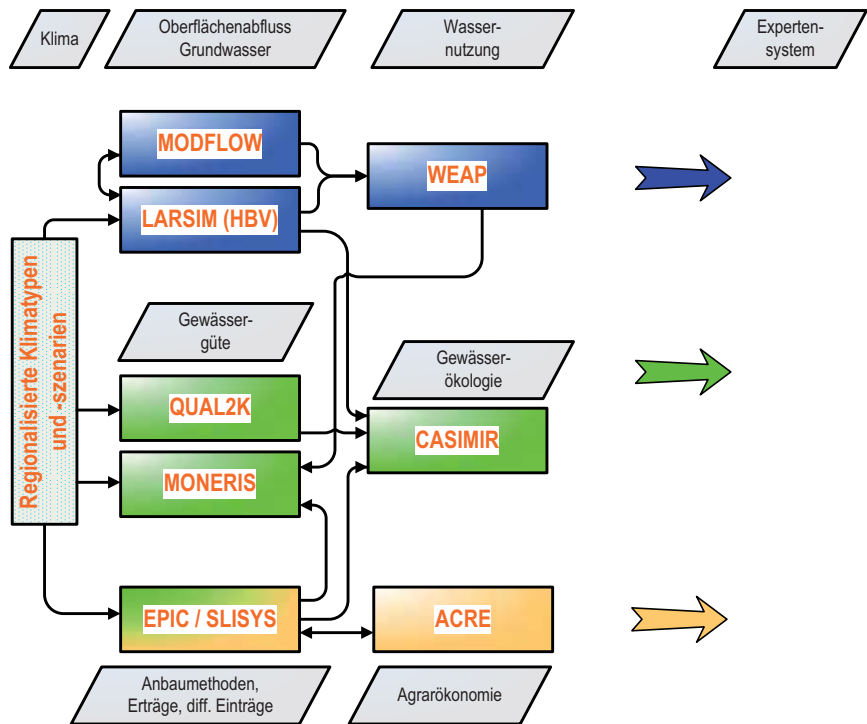 Klima
Oberflächenabfluss
Grundwasser
Wasser-
nutzung
Experten-
system
MODFLOW
WEAP
LARSIM (HBV)
Regionalisierte Klimatypen
und -szenarien
Gewässer-
güte
Gewässer-
ökologie
QUAL2K
CASIMIR
MONERIS
EPIC / SLISYS
ACRE
Anbaumethoden,
Erträge, diff. Einträge
Agrarökonomie